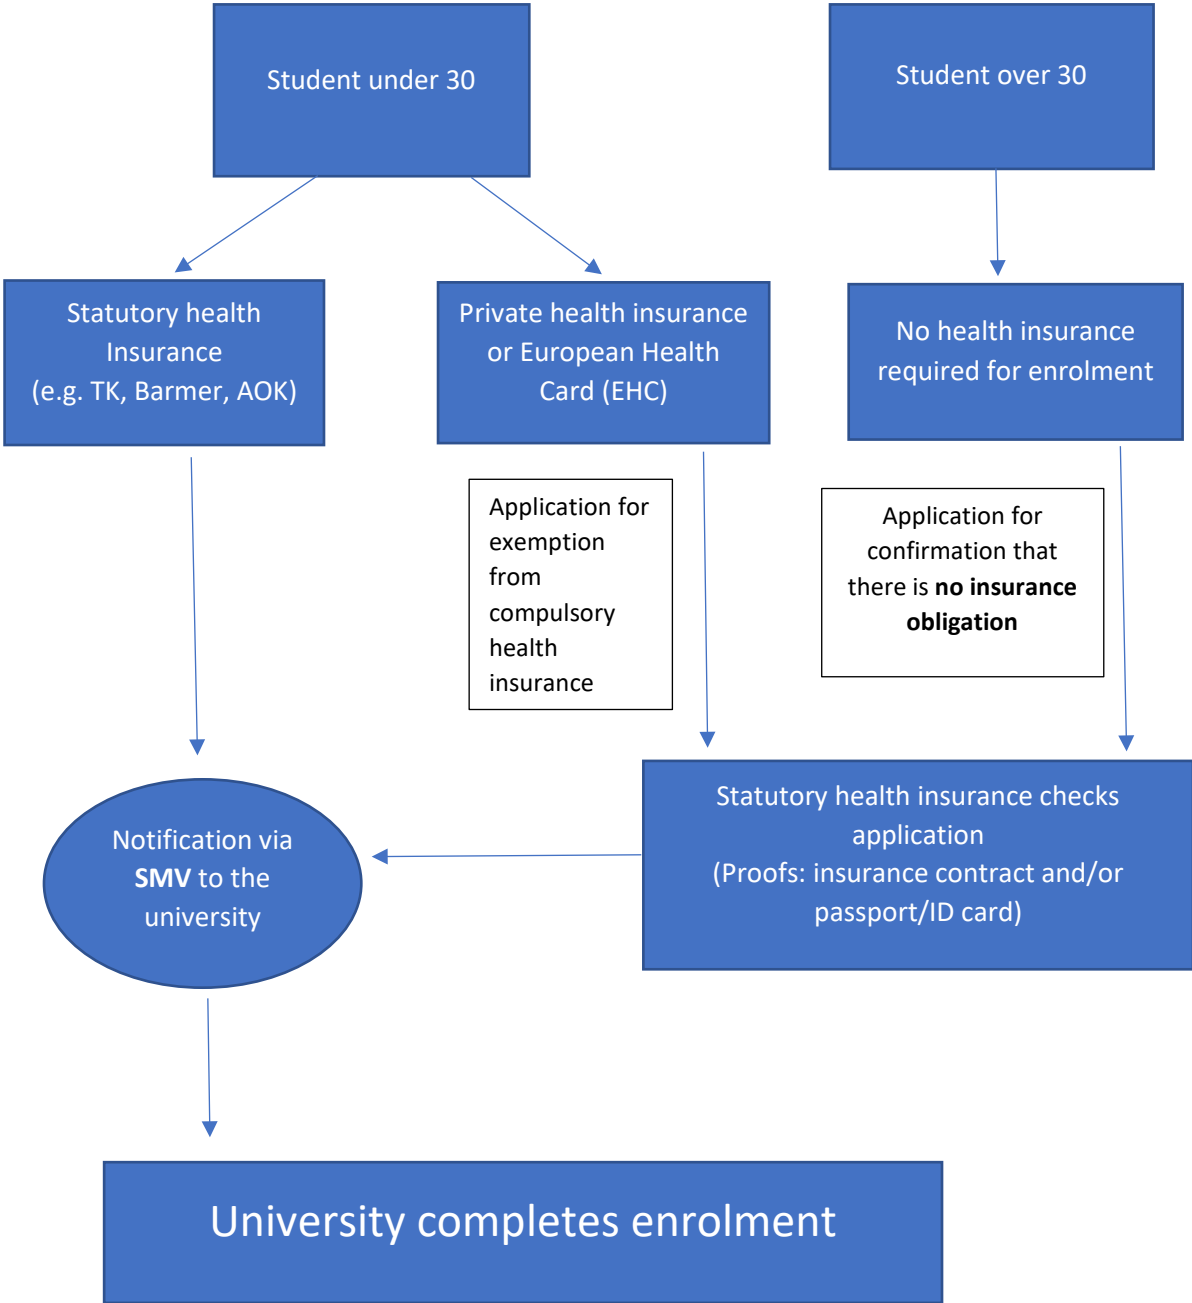 Student under 30
Student over 30
Statutory health
Insurance
(e.g. TK, Barmer, AOK)
Private health insurance
or European Health
Card (EHC)
No health insurance
required for enrolment
Application for
exemption
from
compulsory
health
insurance
Application for
confirmation that
there is no insurance
obligation
Notification via
SMV to the
university
Statutory health insurance checks
application
(Proofs: insurance contract and/or
passport/ID card)
University completes enrolment